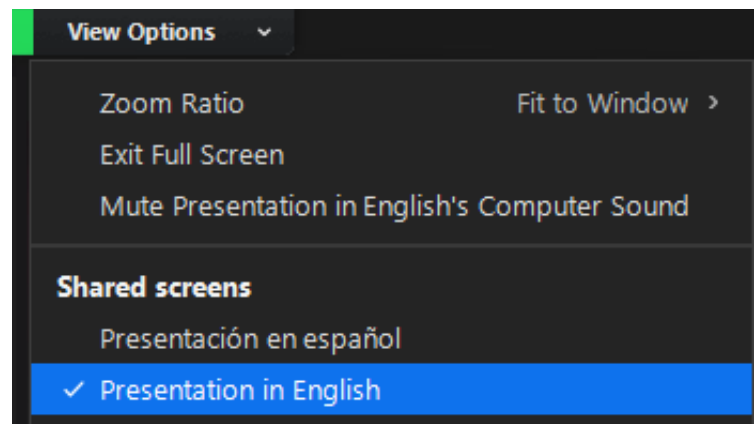 View Options
Zoom Ratio Fit to Window >
Exit Full Screen
Mute Presentation in English's Computer Sound
Shared screens
Presentación en español
✓ Presentation in English